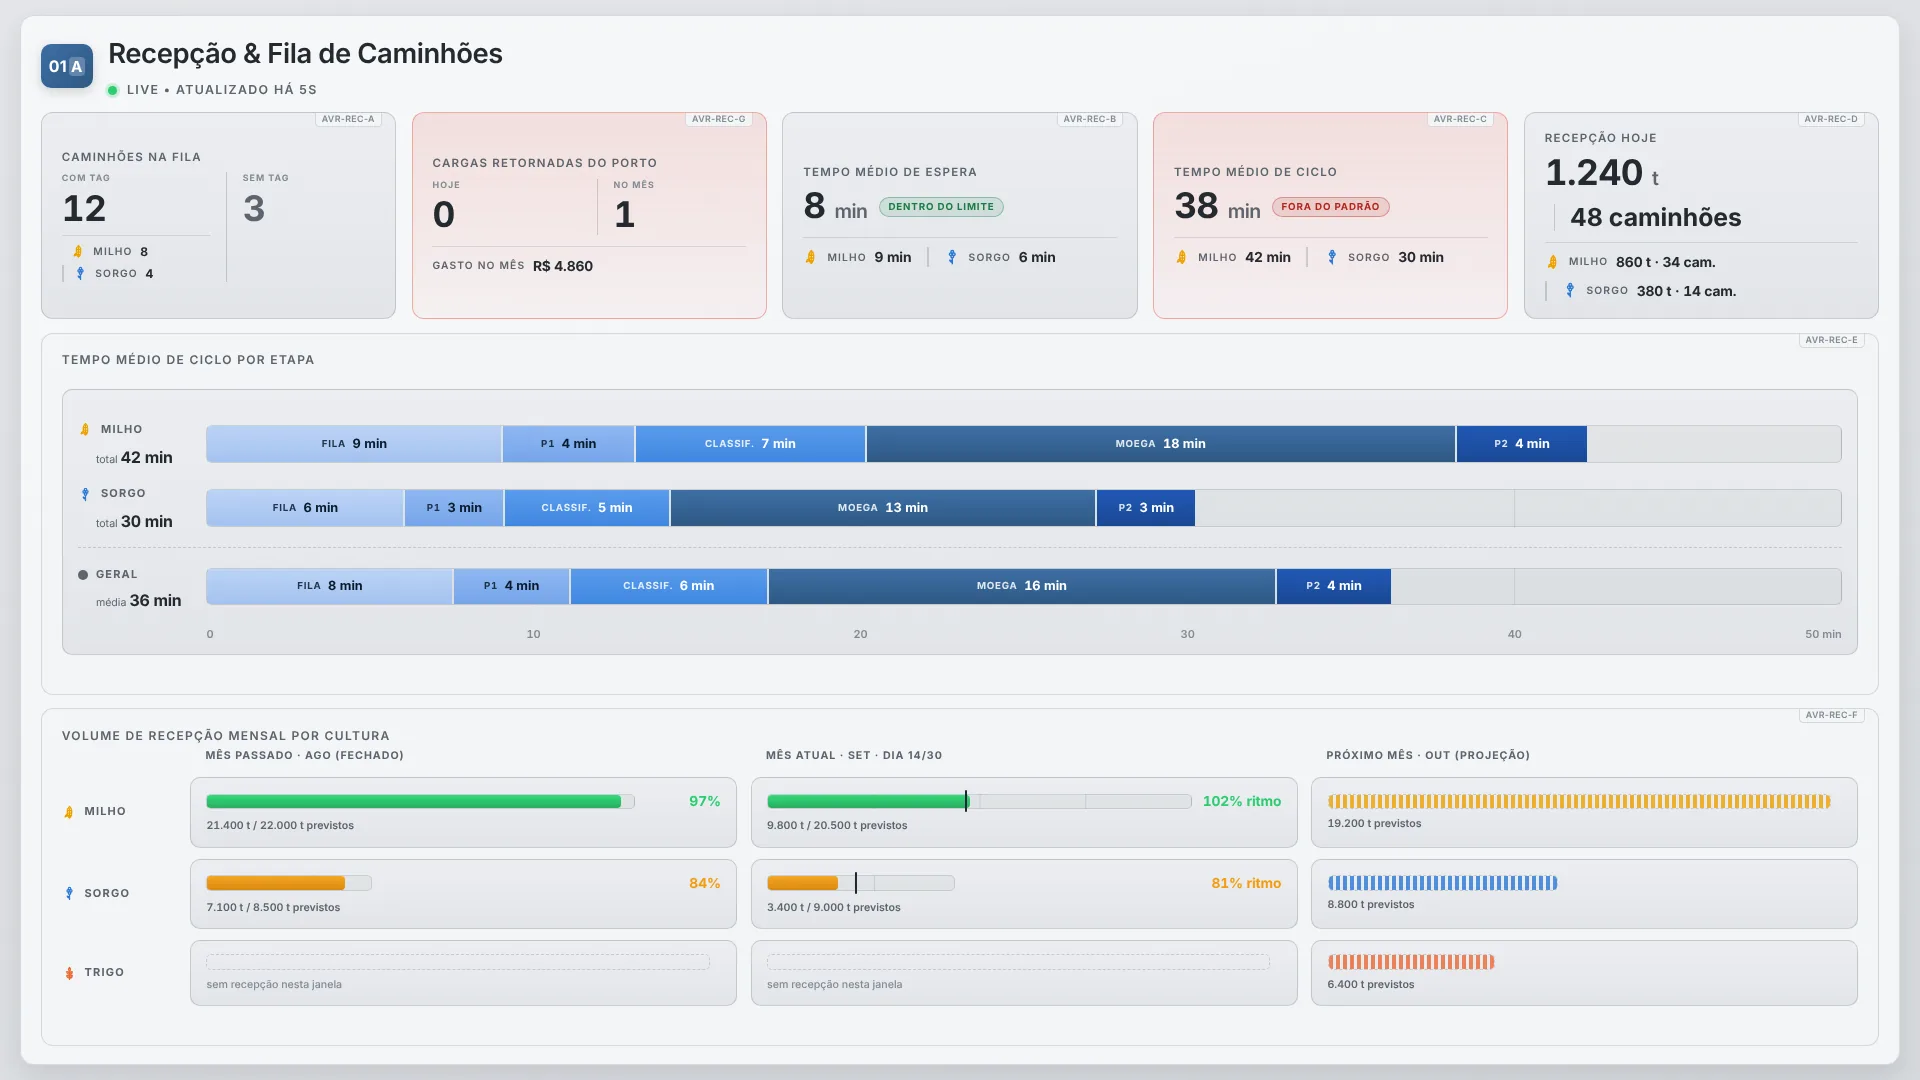 01 A
Recepção & Fila de Caminhões
LIVE • ATUALIZADO HÁ 5S
AVR-REC-A
CAMINHÕES NA FILA
COM TAG
12
MILHO 8
SORGO 4
SEM TAG
3
AVR-REC-G
CARGAS RETORNADAS DO PORTO
HOJE
0
NO MÊS
1
GASTO NO MÊS R$ 4.860
AVR-REC-B
TEMPO MÉDIO DE ESPERA
8 min DENTRO DO LIMITE
MILHO 9 min SORGO 6 min
AVR-REC-C
TEMPO MÉDIO DE CICLO
38 min FORA DO PADRÃO
MILHO 42 min SORGO 30 min
AVR-REC-D
RECEPÇÃO HOJE
1.240 t
48 caminhões
MILHO 860 t · 34 cam.
SORGO 380 t · 14 cam.
AVR-REC-E
TEMPO MÉDIO DE CICLO POR ETAPA
MILHO
total 42 min
FILA 9 min P1 4 min CLASSIF. 7 min MOEGA 18 min P2 4 min
SORGO
total 30 min
FILA 6 min P1 3 min CLASSIF. 5 min MOEGA 13 min P2 3 min
GERAL
média 36 min
FILA 8 min P1 4 min CLASSIF. 6 min MOEGA 16 min P2 4 min
0 10 20 30 40 50 min
AVR-REC-F
VOLUME DE RECEPÇÃO MENSAL POR CULTURA
MÊS PASSADO · AGO (FECHADO) MÊS ATUAL · SET · DIA 14/30 PRÓXIMO MÊS · OUT (PROJEÇÃO)
MILHO
97%
21.400 t / 22.000 t previstos
102% ritmo
9.800 t / 20.500 t previstos
19.200 t previstos
SORGO
84%
7.100 t / 8.500 t previstos
81% ritmo
3.400 t / 9.000 t previstos
8.800 t previstos
TRIGO
sem recepção nesta janela
sem recepção nesta janela
6.400 t previstos